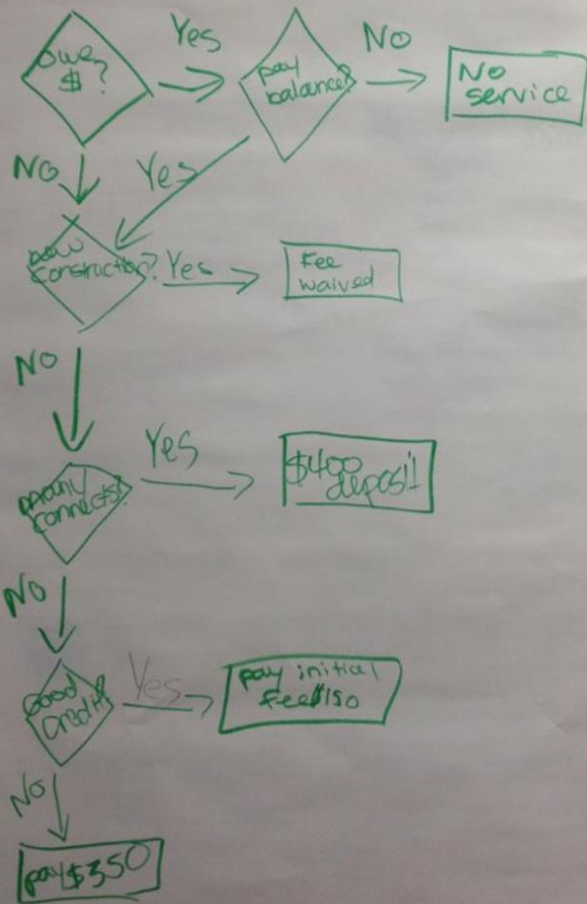 owe
$?
Yes
pay
balance?
No
No
service
NO
Yes
new
construction?
Yes
Fee
waived
NO
Yes
$400
deposit
connects?
NO
Good
Credit?
Yes
pay initial
fee $150
NO
pay $350